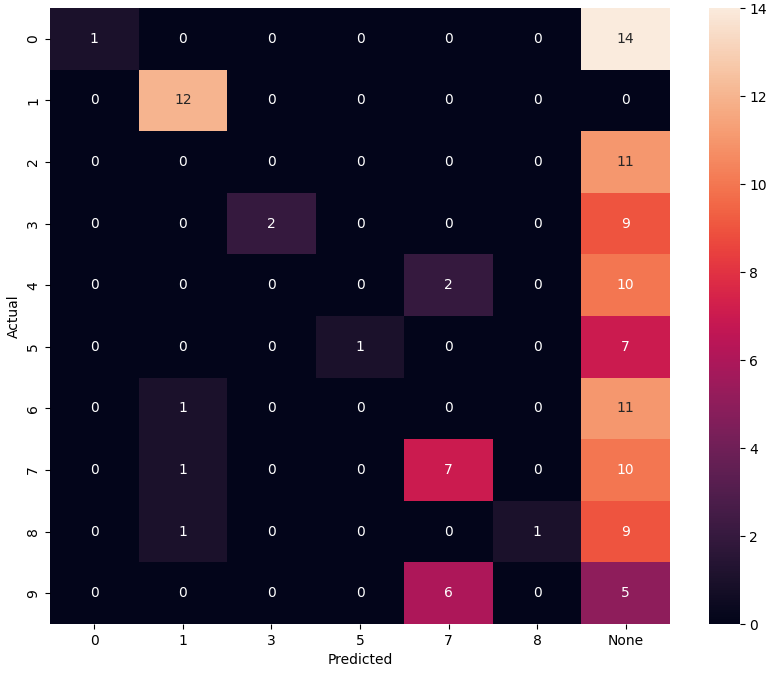 0 1 0 0 0 0 0 14
1 0 12 0 0 0 0 0
2 0 0 0 0 0 0 11
3 0 0 2 0 0 0 9
4 0 0 0 0 2 0 10
5 0 0 0 1 0 0 7
6 0 1 0 0 0 0 11
7 0 1 0 0 7 0 10
8 0 1 0 0 0 1 9
9 0 0 0 0 6 0 5
Actual
0 1 3 5 7 8 None
Predicted
14
12
10
8
6
4
2
0